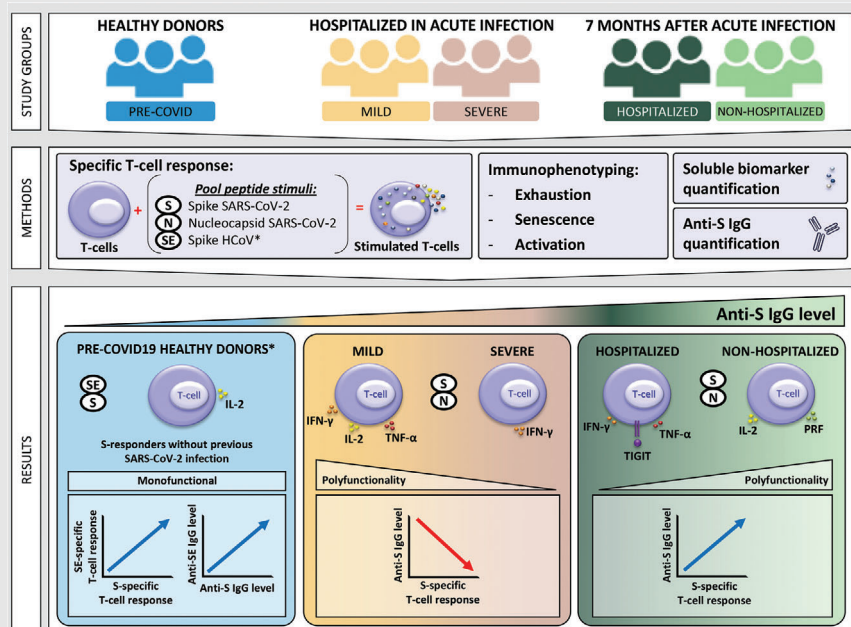 STUDY GROUPS
HEALTHY DONORS
PRE-COVID
HOSPITALIZED IN ACUTE INFECTION
MILD
SEVERE
7 MONTHS AFTER ACUTE INFECTION
HOSPITALIZED
NON-HOSPITALIZED
METHODS
Specific T-cell response:
T-cells
+
Pool peptide stimuli:
S Spike SARS-CoV-2
N Nucleocapsid SARS-CoV-2
SE Spike HCoV*
=
Stimulated T-cells
Immunophenotyping:
- Exhaustion
- Senescence
- Activation
Soluble biomarker
quantification
Anti-S IgG
quantification
RESULTS
Anti-S IgG level
PRE-COVID19 HEALTHY DONORS*
SE
S
T-cell
IL-2
S-responders without previous
SARS-CoV-2 infection
Monofunctional
SE-specific
T-cell response
S-specific
T-cell response
Anti-SE IgG level
Anti-S IgG level
MILD
SEVERE
T-cell
IFN-γ
IL-2
TNF-α
S
N
T-cell
IFN-γ
Polyfunctionality
Anti-S IgG level
S-specific
T-cell response
HOSPITALIZED
NON-HOSPITALIZED
T-cell
IFN-γ
TIGIT
TNF-α
S
N
T-cell
IL-2
PRF
Polyfunctionality
Anti-S IgG level
S-specific
T-cell response